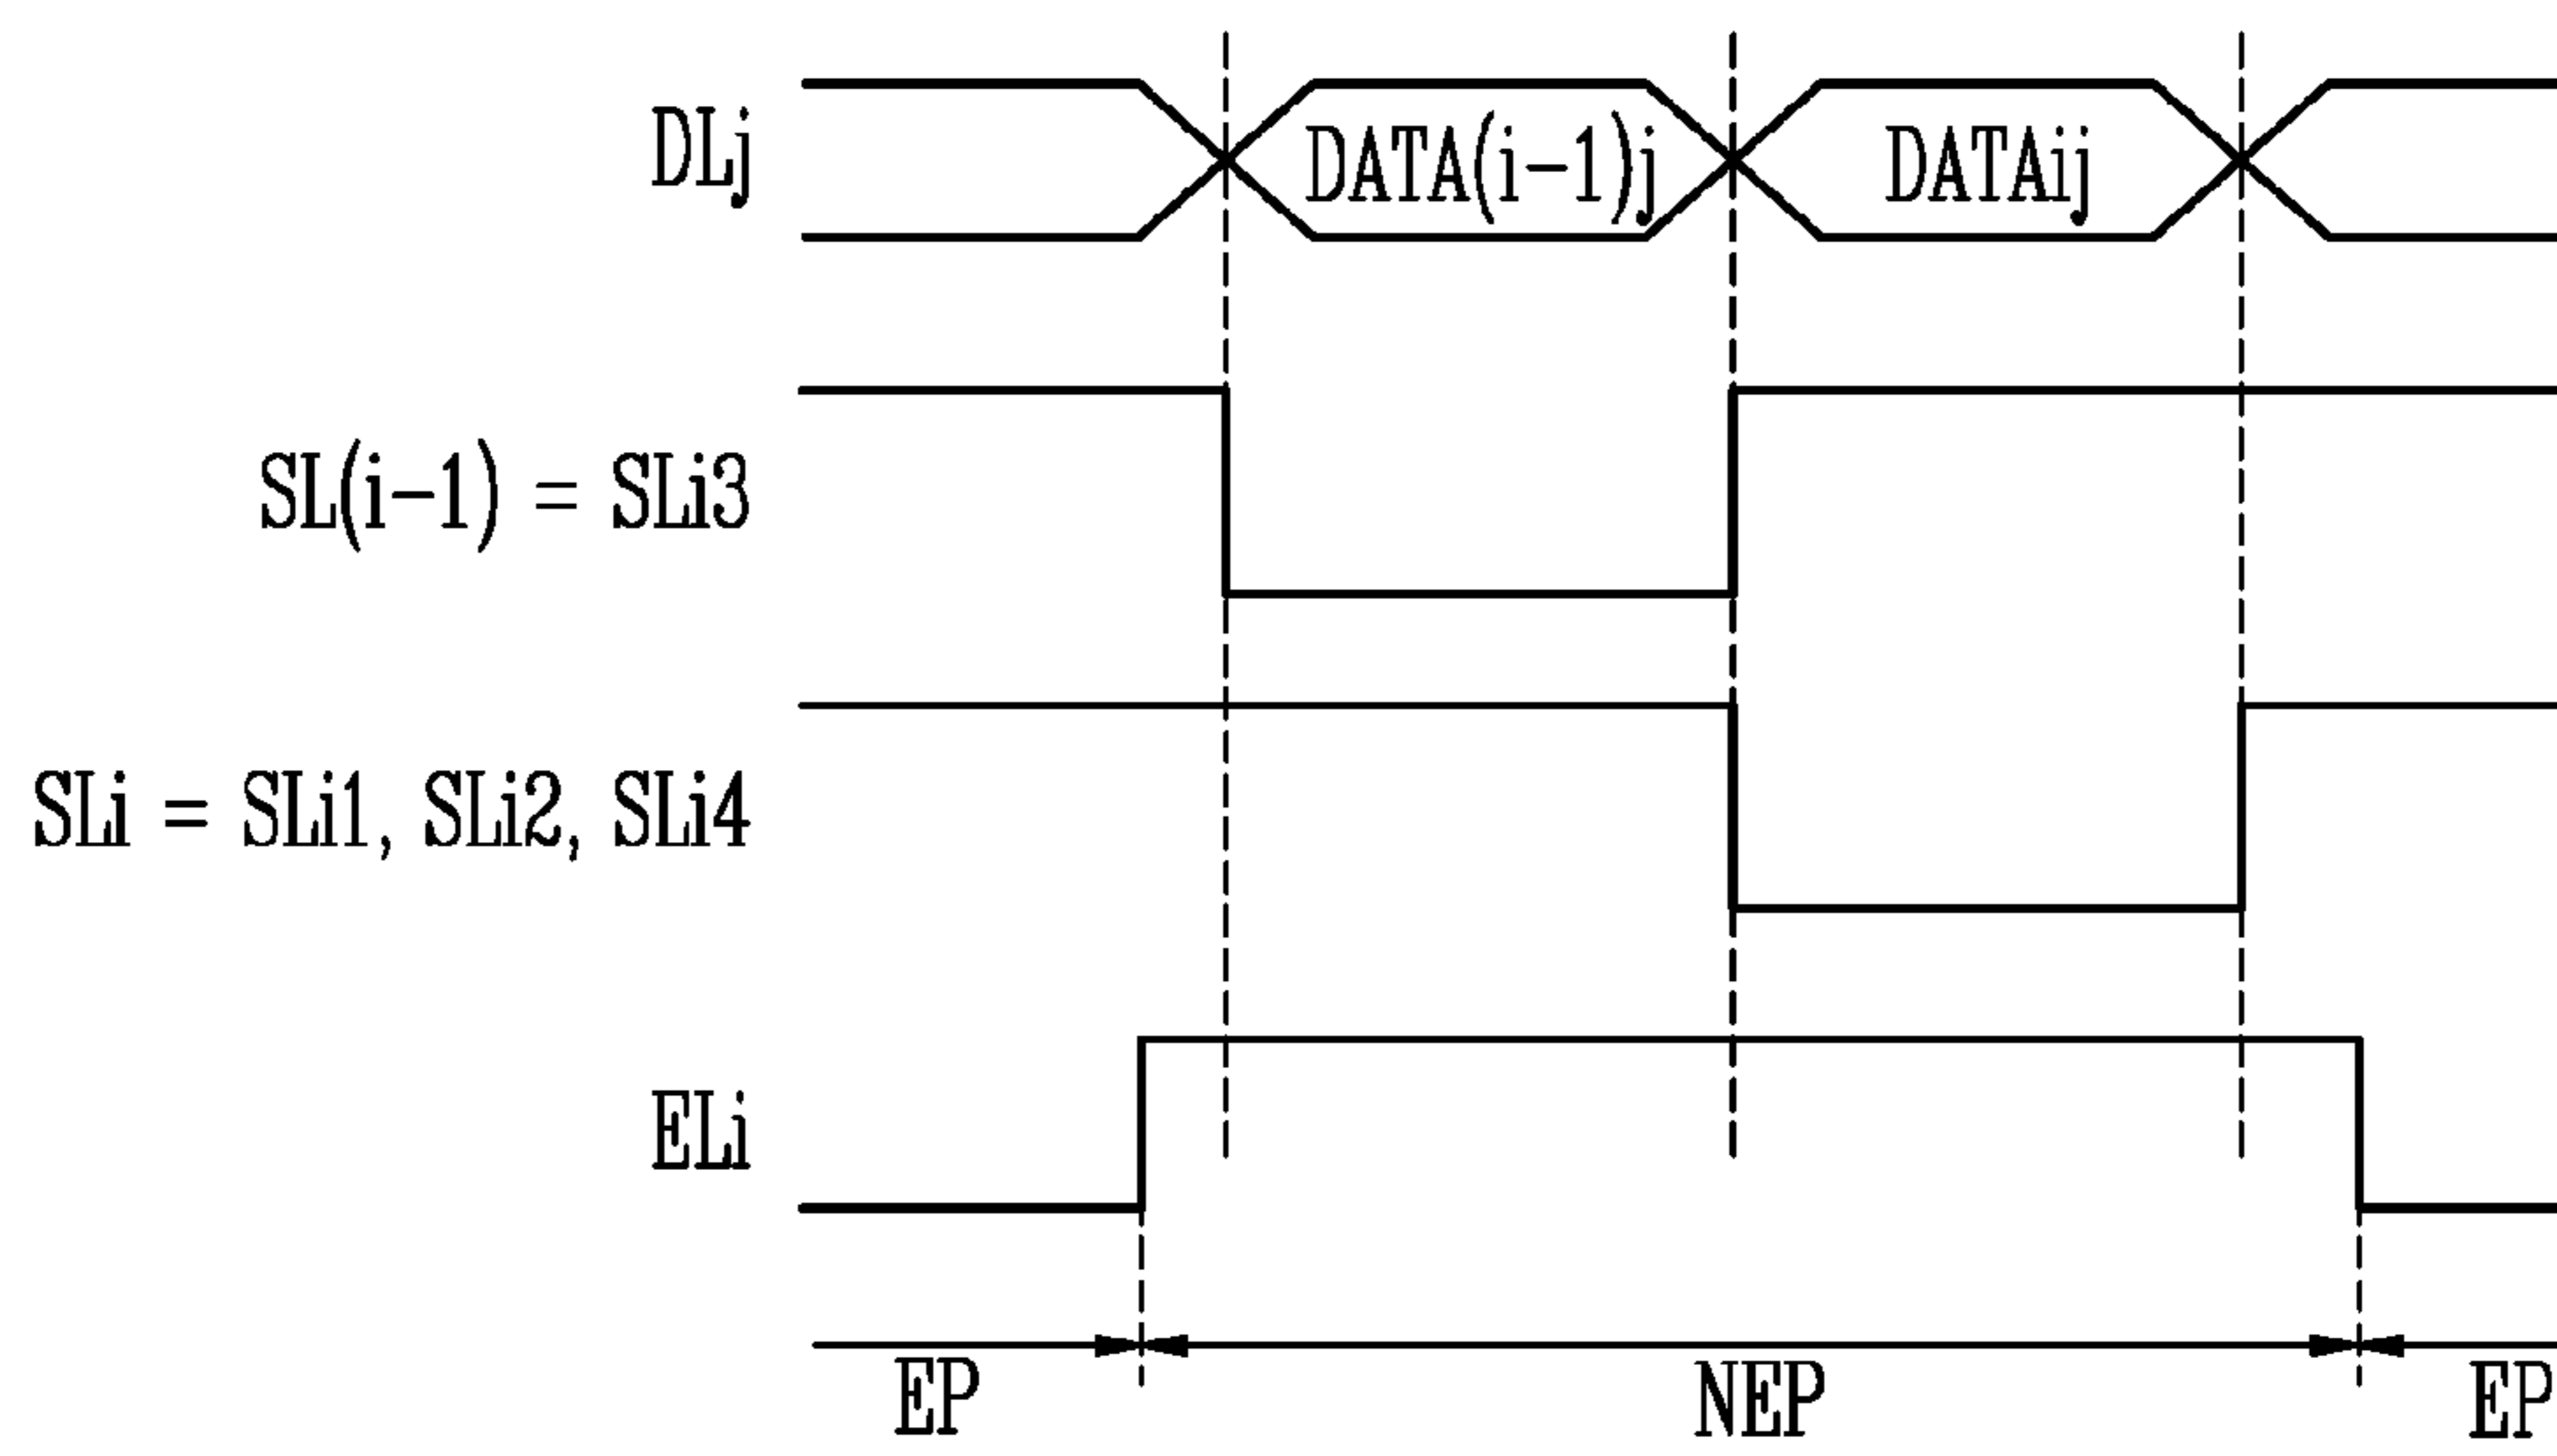 DLj
DATA(i-1)j
DATAij
SL(i-1) = SLi3
SLi = SLi1, SLi2, SLi4
ELi
EP
NEP
EP